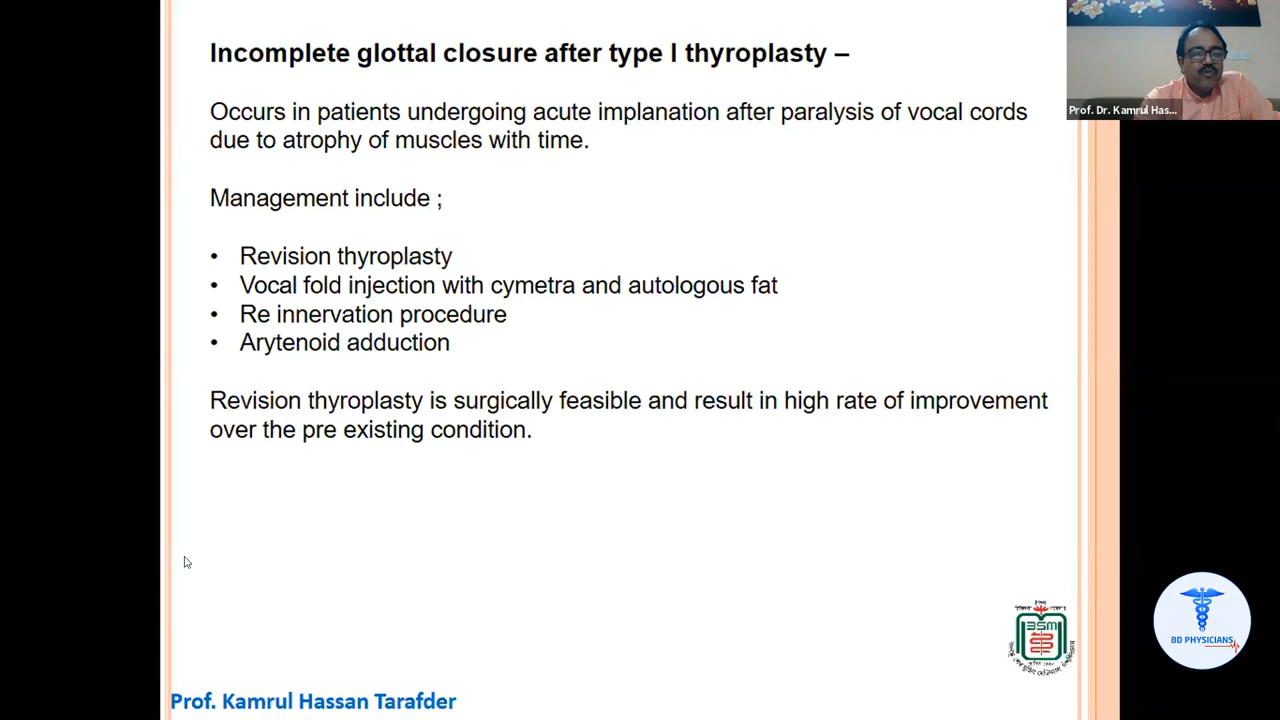 Incomplete glottal closure after type I thyroplasty –
Prof. Dr. Kamrul Has...
Occurs in patients undergoing acute implanation after paralysis of vocal cords
due to atrophy of muscles with time.
Management include ;
• Revision thyroplasty
• Vocal fold injection with cymetra and autologous fat
• Re innervation procedure
• Arytenoid adduction
Revision thyroplasty is surgically feasible and result in high rate of improvement
over the pre existing condition.
BSM
BD PHYSICIANS
Prof. Kamrul Hassan Tarafder